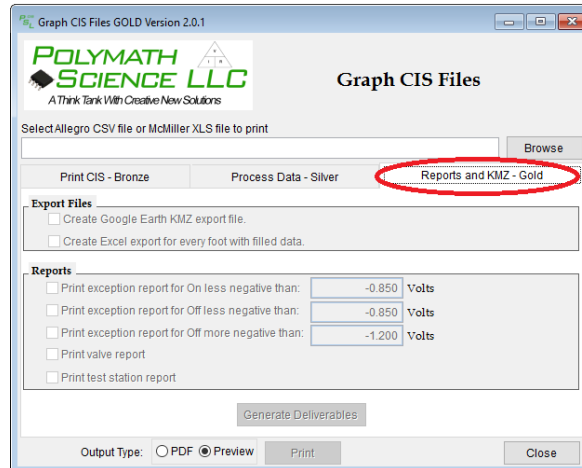 Graph CIS Files GOLD Version 2.0.1
POLYMATH
SCIENCE LLC
A Think Tank With Creative New Solutions
Graph CIS Files
Select Allegro CSV file or McMiller XLS file to print
Browse
Print CIS - Bronze Process Data - Silver Reports and KMZ - Gold
Export Files
Create Google Earth KMZ export file.
Create Excel export for every foot with filled data.
Reports
Print exception report for On less negative than: -0.850 Volts
Print exception report for Off less negative than: -0.850 Volts
Print exception report for Off more negative than: -1.200 Volts
Print valve report
Print test station report
Generate Deliverables
Output Type: PDF Preview Print Close